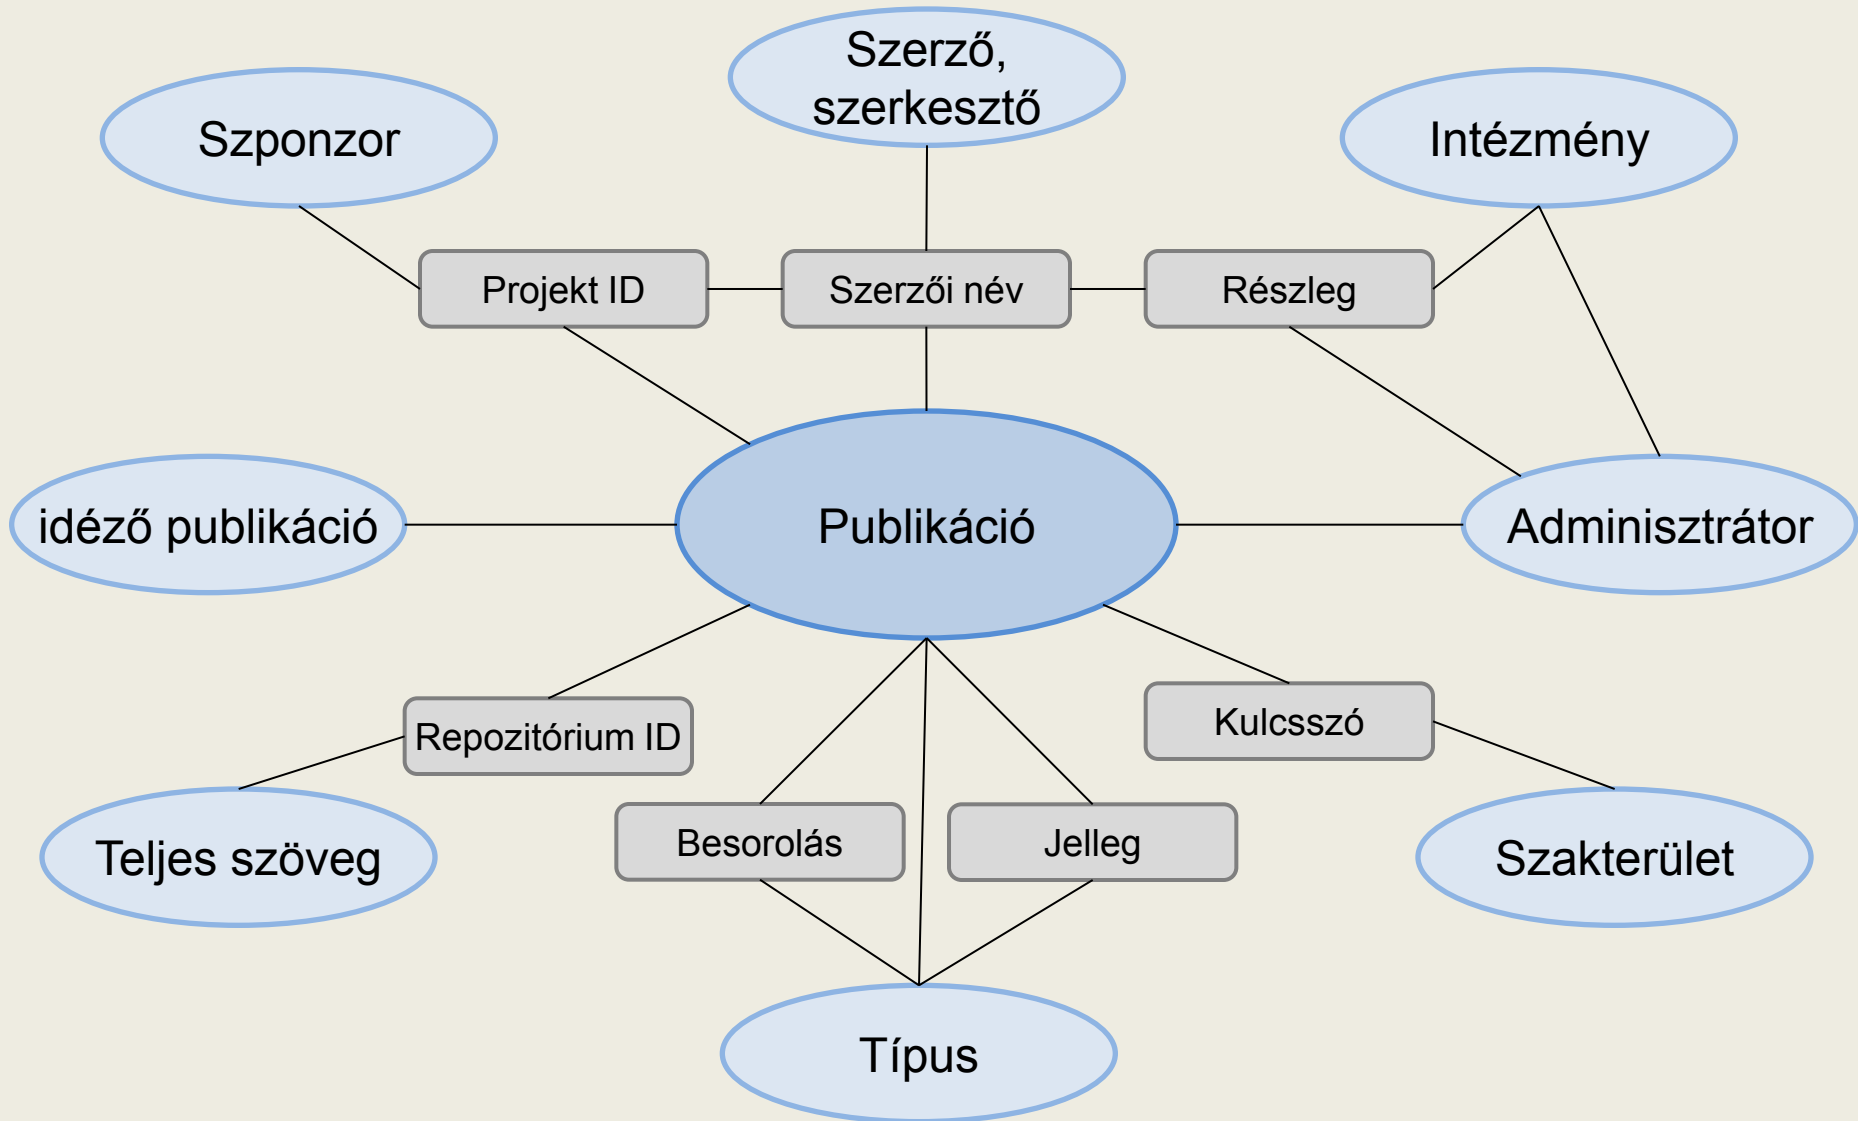 Szerző,
szerkesztő
Szponzor
Intézmény
Projekt ID
Szerzői név
Részleg
idéző publikáció
Publikáció
Adminisztrátor
Repozitórium ID
Kulcsszó
Besorolás
Jelleg
Teljes szöveg
Szakterület
Típus